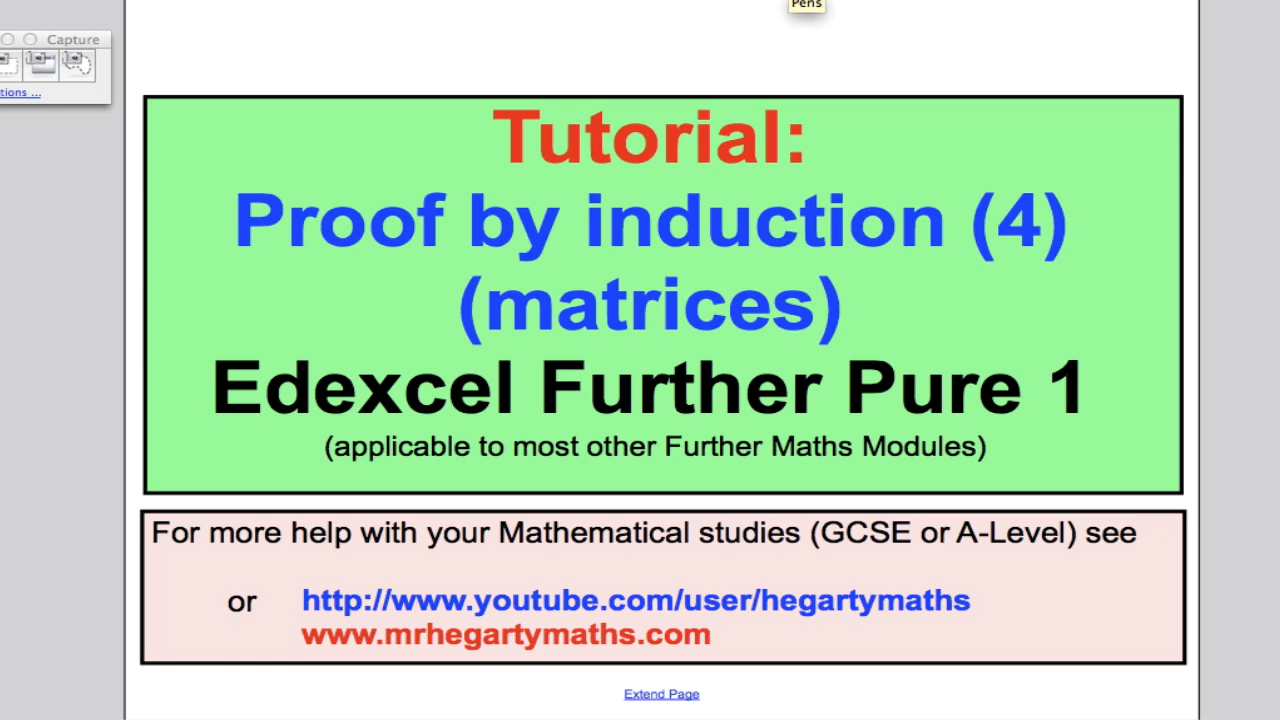 Pens
Capture
tions ...
Tutorial:
Proof by induction (4)
(matrices)
Edexcel Further Pure 1
(applicable to most other Further Maths Modules)
For more help with your Mathematical studies (GCSE or A-Level) see
or http://www.youtube.com/user/hegartymaths
www.mrhegartymaths.com
Extend Page